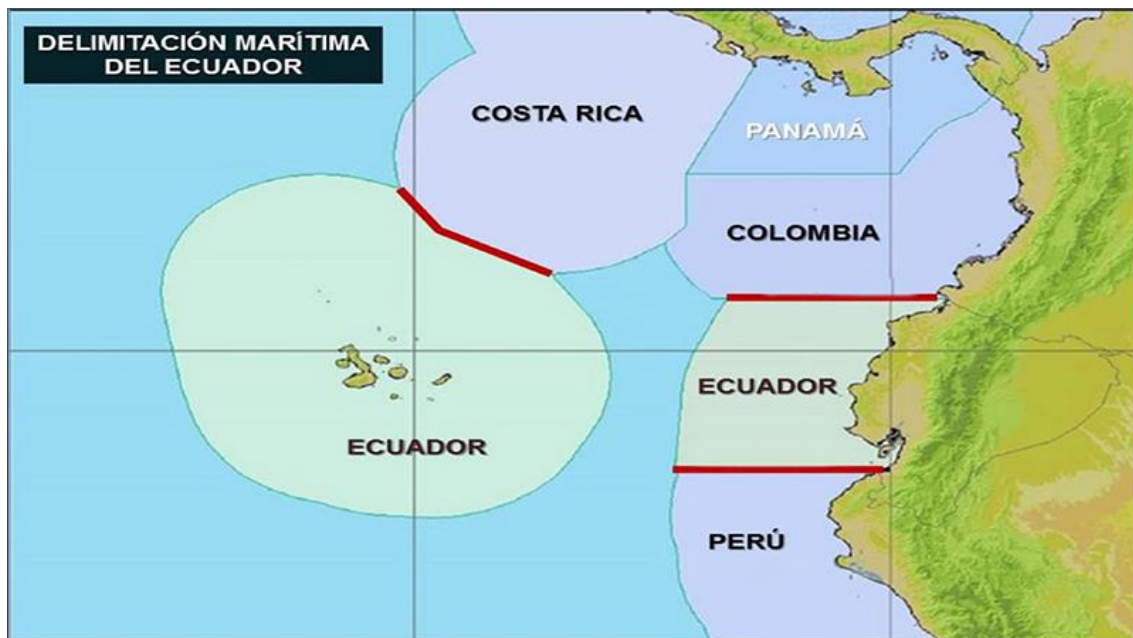 DELIMITACIÓN MARÍTIMA
DEL ECUADOR
COSTA RICA
PANAMÁ
COLOMBIA
ECUADOR
ECUADOR
PERÚ